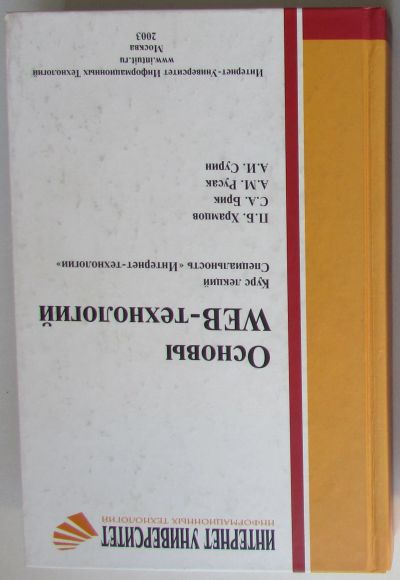 ИНТЕРНЕТ УНИВЕРСИТЕТ
ИНФОРМАЦИОННЫХ ТЕХНОЛОГИЙ
Основы
WEB-технологий
Курс лекций
Специальность «Интернет-технологии»
П.Б. Храмцов
С.А. Брик
А.М. Русак
А.И. Сурин
Интернет-Университет Информационных Технологий
www.intuit.ru
Москва
2003